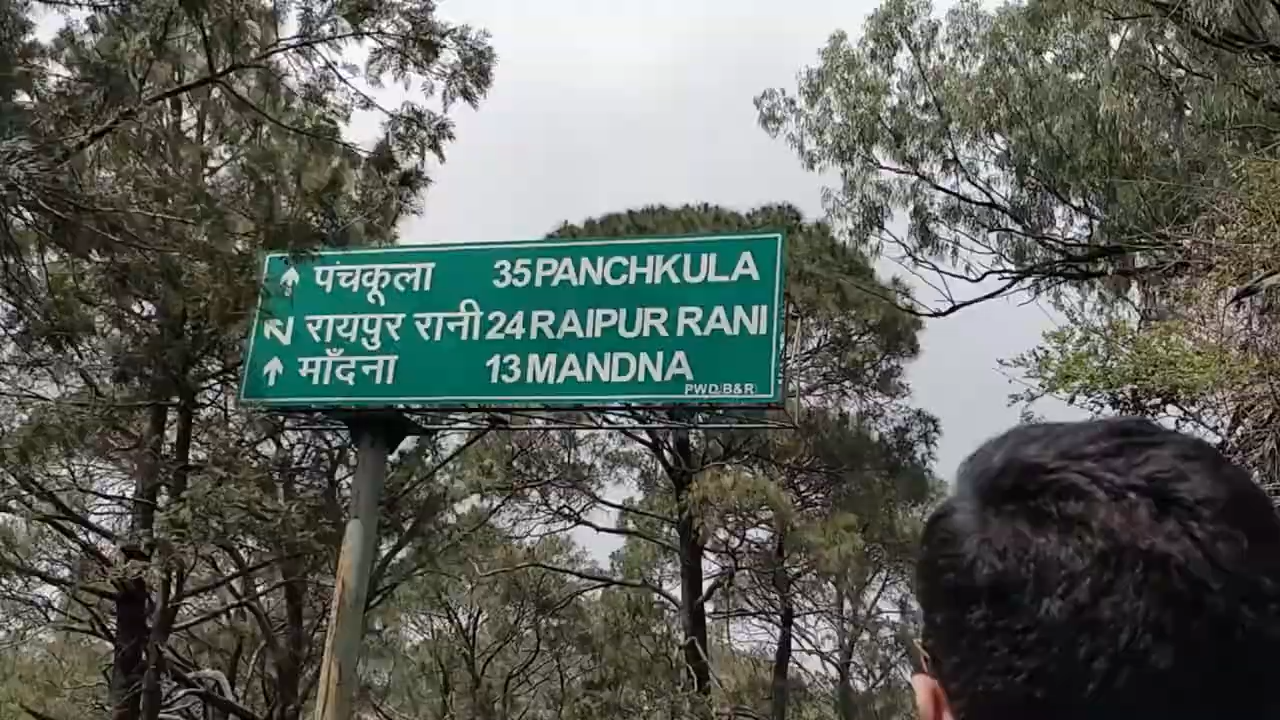 पंचकूला 35 PANCHKULA
रायपुर रानी 24 RAIPUR RANI
माँदना 13 MANDNA
PWD(B&R)